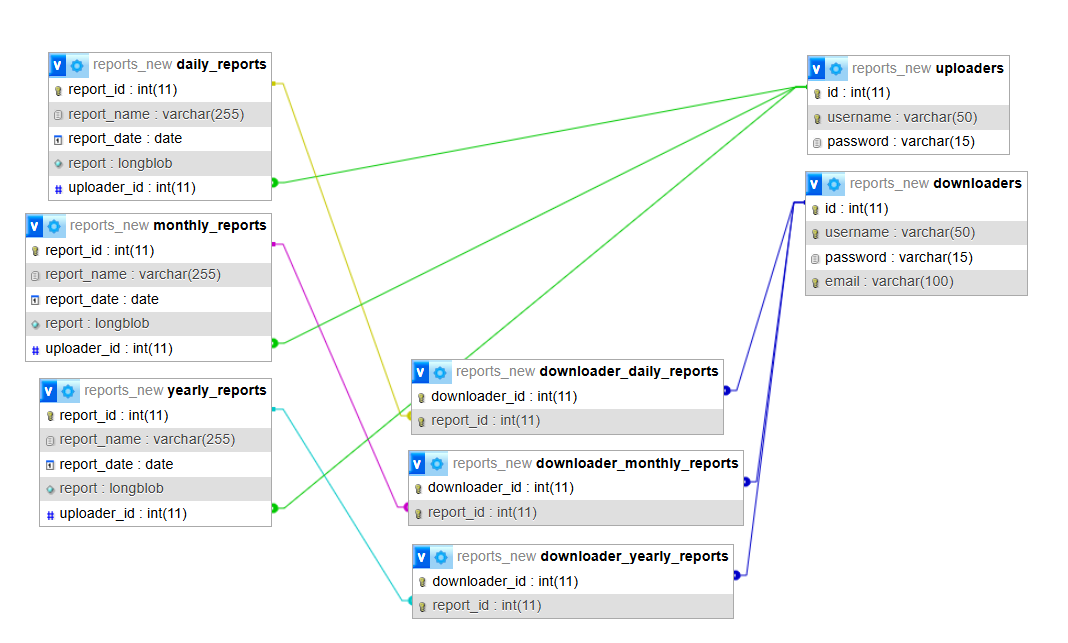 V reports_new daily_reports
report_id : int(11)
report_name : varchar(255)
report_date : date
report : longblob
# uploader_id : int(11)
V reports_new monthly_reports
report_id : int(11)
report_name : varchar(255)
report_date : date
report : longblob
# uploader_id : int(11)
V reports_new yearly_reports
report_id : int(11)
report_name : varchar(255)
report_date : date
report : longblob
# uploader_id : int(11)
V reports_new downloader_daily_reports
downloader_id : int(11)
report_id : int(11)
V reports_new downloader_monthly_reports
downloader_id : int(11)
report_id : int(11)
V reports_new downloader_yearly_reports
downloader_id : int(11)
report_id : int(11)
V reports_new uploaders
id : int(11)
username : varchar(50)
password : varchar(15)
V reports_new downloaders
id : int(11)
username : varchar(50)
password : varchar(15)
email : varchar(100)